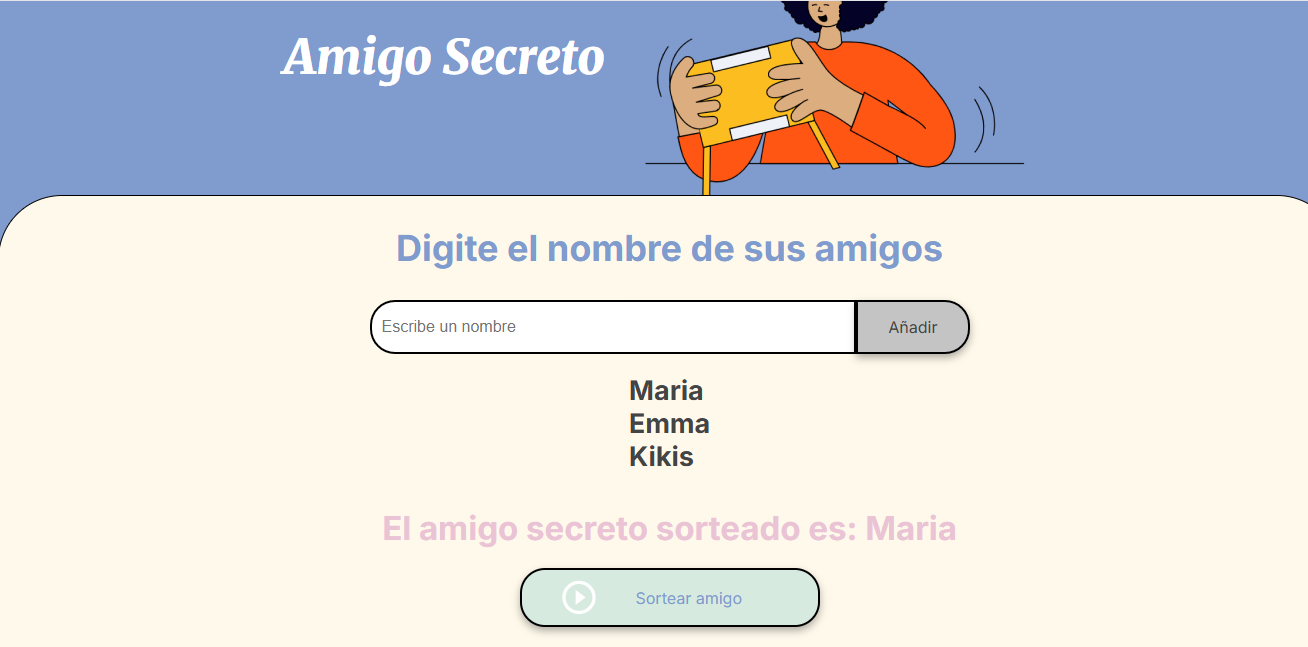 Amigo Secreto
Digite el nombre de sus amigos
Escribe un nombre
Añadir
Maria
Emma
Kikis
El amigo secreto sorteado es: Maria
Sortear amigo